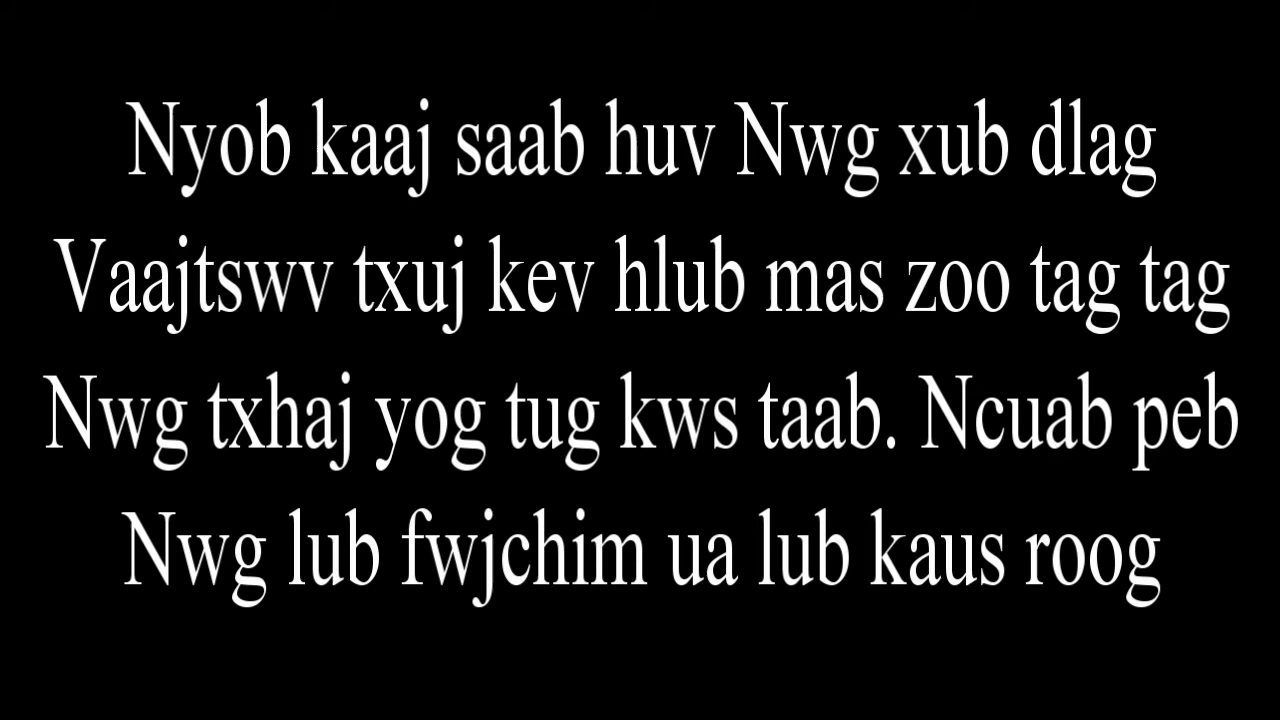 Nyob kaaj saab huv Nwg xub dlag
Vaajtswv txuj kev hlub mas zoo tag tag
Nwg txhaj yog tug kws taab. Ncuab peb
Nwg lub fwjchim ua lub kaus roog